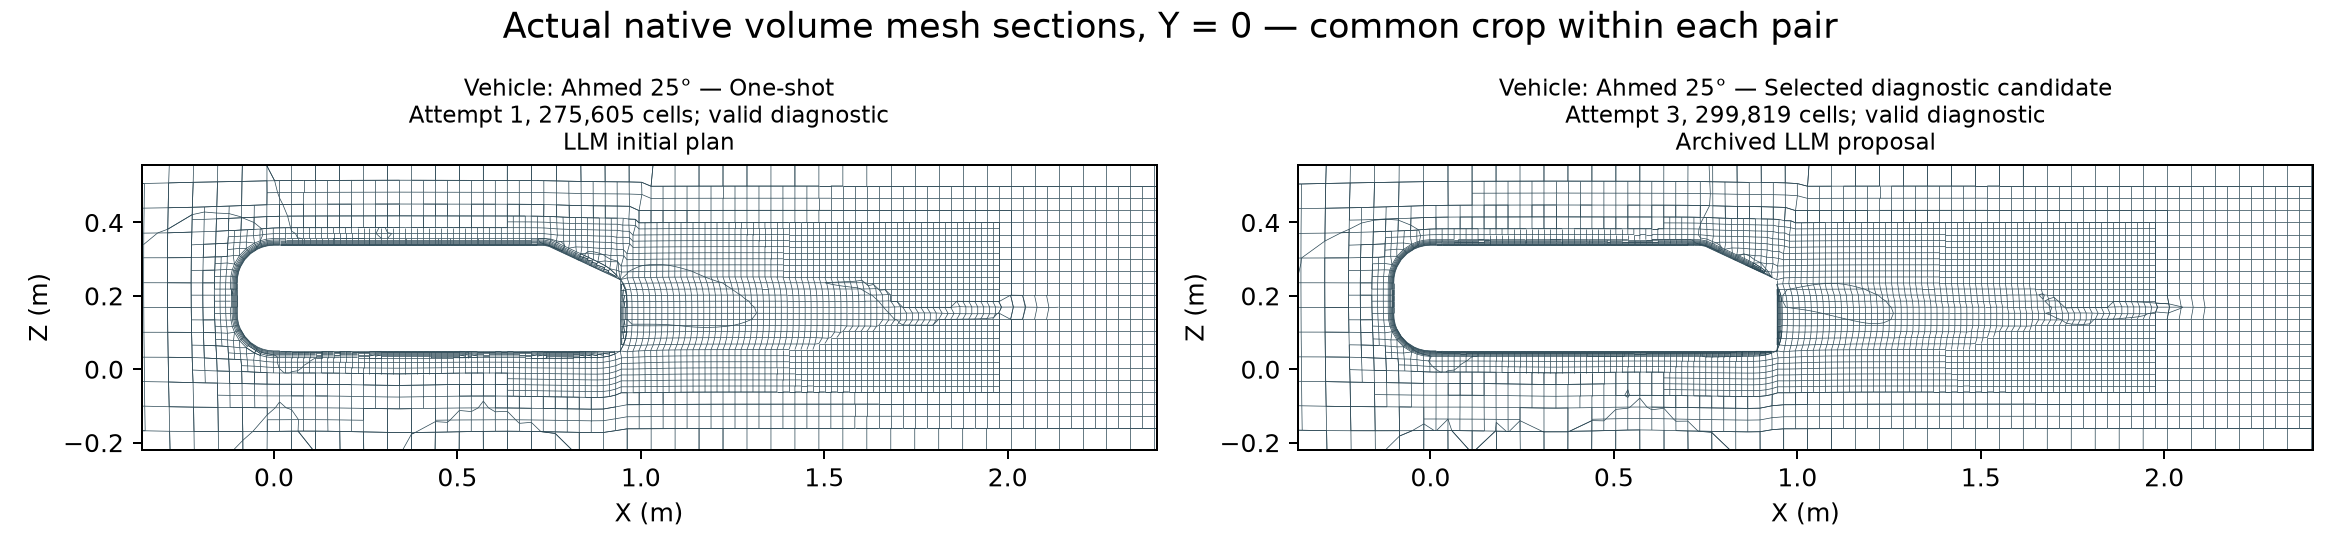 Actual native volume mesh sections, Y = 0 — common crop within each pair
Vehicle: Ahmed 25° — One-shot
Attempt 1, 275,605 cells; valid diagnostic
LLM initial plan
Z (m)
0.4
0.2
0.0
−0.2
0.0 0.5 1.0 1.5 2.0
X (m)
Vehicle: Ahmed 25° — Selected diagnostic candidate
Attempt 3, 299,819 cells; valid diagnostic
Archived LLM proposal
Z (m)
0.4
0.2
0.0
−0.2
0.0 0.5 1.0 1.5 2.0
X (m)